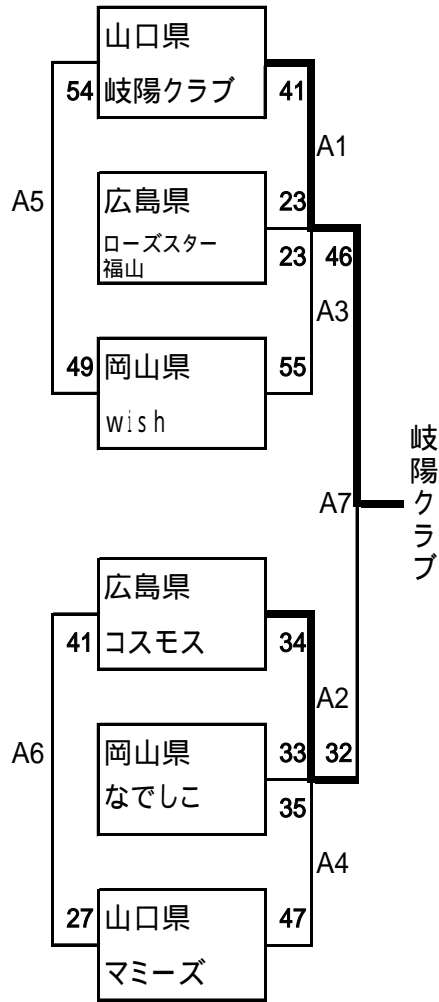 山口県
54 岐陽クラブ 41
A1
A5 広島県 23
ローズスター
福山
23 46
A3
49 岡山県 55
wish
岐陽クラブ
A7
広島県
41 コスモス 34
A2
A6 岡山県 33 32
なでしこ
35
A4
27 山口県 47
マミーズ